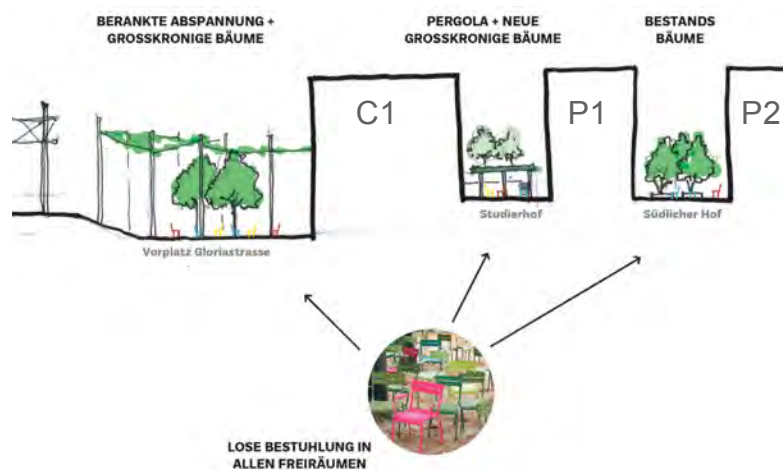 BERANKTE ABSPANNUNG +
GROSSKRONIGE BÄUME
PERGOLA + NEUE
GROSSKRONIGE BÄUME
BESTANDS
BÄUME
C1
P1
P2
Studierhof
Südlicher Hof
Vorplatz Gloriastrasse
LOSE BESTUHLUNG IN
ALLEN FREIRÄUMEN